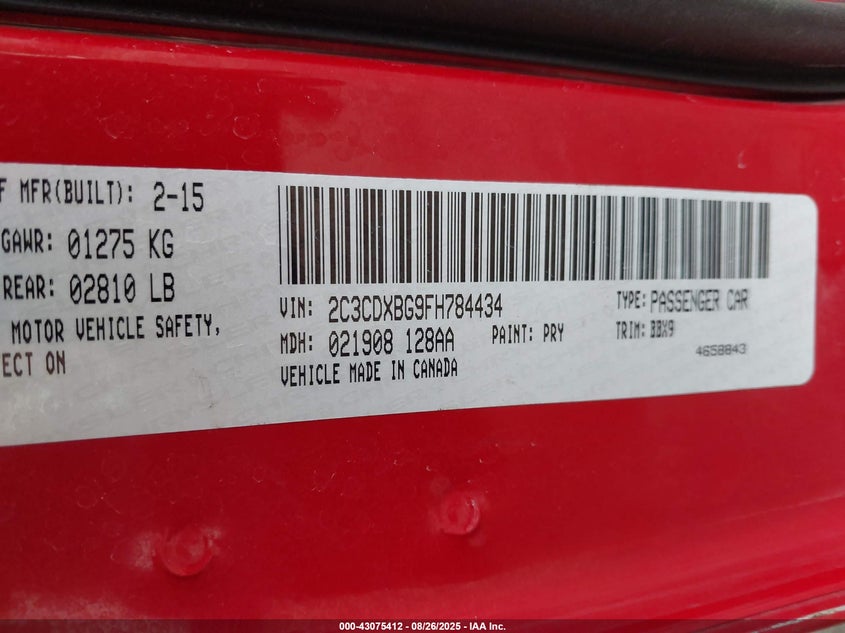 F MFR(BUILT): 2-15
GAWR: 01275 KG
REAR: 02810 LB
MOTOR VEHICLE SAFETY,
ECT ON
VIN: 2C3CDXBG9FH784434
TYPE: PASSENGER CAR
MDH: 021908 128AA
PAINT: PRY
TRIM: BBX9
VEHICLE MADE IN CANADA
4658843
000-43075412 - 08/26/2025 - IAA Inc.